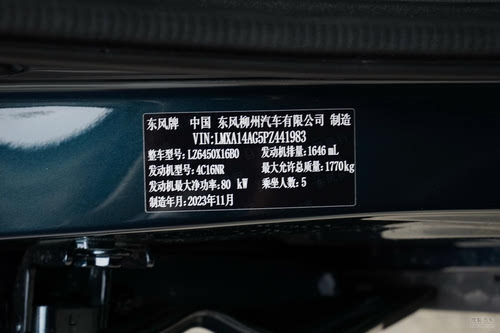 东风牌 中国 东风柳州汽车有限公司 制造
VIN:LMXA14AG5PZ441983
整车型号:LZ6450X16B0 发动机排量:1646 mL
发动机型号:4C16NR 最大允许总质量:1770kg
发动机最大净功率:80 kW 乘坐人数:5
制造年月:2023年11月